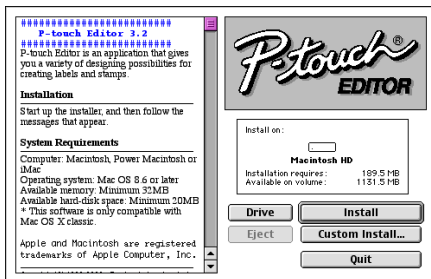 ########################
P-touch Editor 3.2
########################
P-touch Editor is an application that gives
you a variety of designing possibilities for
creating labels and stamps.
Installation
Start up the installer, and then follow the
messages that appear.
System Requirements
Computer: Macintosh, Power Macintosh or
iMac
Operating system: Mac OS 8.6 or later
Available memory: Minimum 32MB
Available hard-disk space: Minimum 20MB
* This software is only compatible with
Mac OS X classic.
Apple and Macintosh are registered
trademarks of Apple Computer, Inc.
P-touch®
EDITOR
Install on:
Macintosh HD
Installation requires: 189.5 MB
Available on volume: 1131.5 MB
Drive
Install
Eject
Custom Install...
Quit